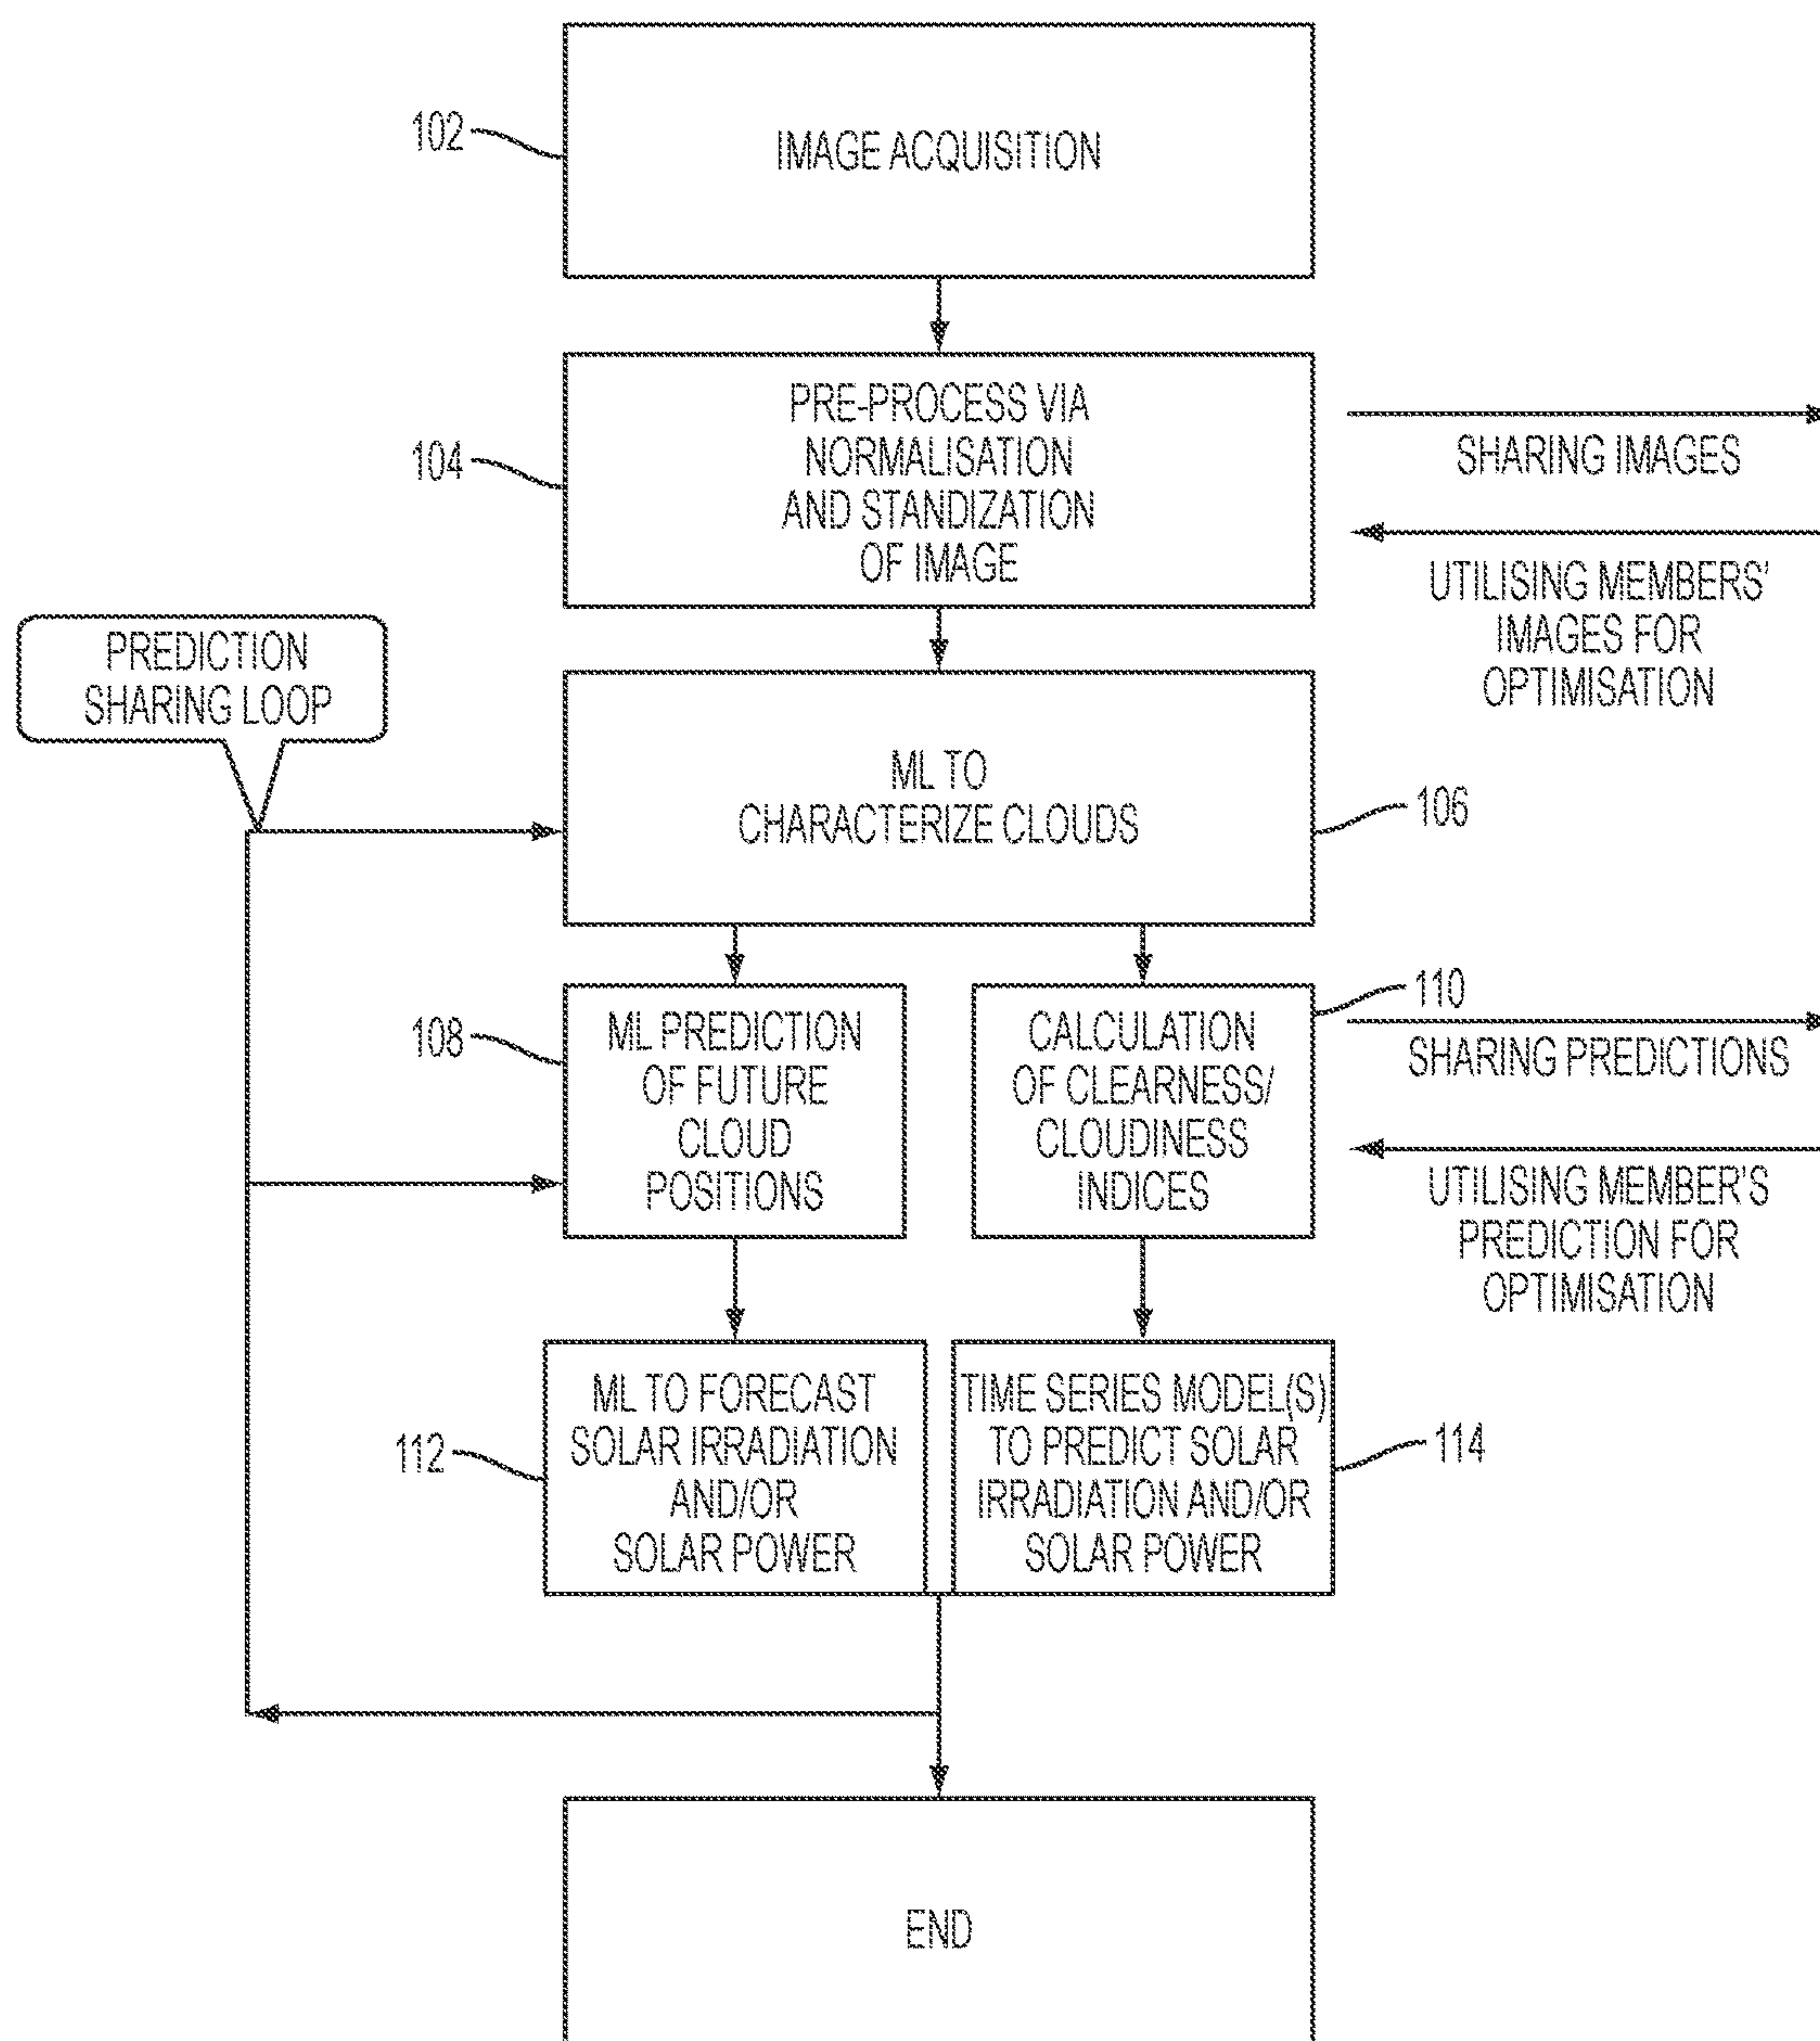 102
IMAGE ACQUISITION
104
PRE-PROCESS VIA
NORMALISATION
AND STANDIZATION
OF IMAGE
SHARING IMAGES
UTILISING MEMBERS'
IMAGES FOR
OPTIMISATION
PREDICTION
SHARING LOOP
ML TO
CHARACTERIZE CLOUDS
106
108
ML PREDICTION
OF FUTURE
CLOUD
POSITIONS
110
CALCULATION
OF CLEARNESS/
CLOUDINESS
INDICES
SHARING PREDICTIONS
UTILISING MEMBER'S
PREDICTION FOR
OPTIMISATION
112
ML TO FORECAST
SOLAR IRRADIATION
AND/OR
SOLAR POWER
TIME SERIES MODEL(S)
TO PREDICT SOLAR
IRRADIATION AND/OR
SOLAR POWER
114
END